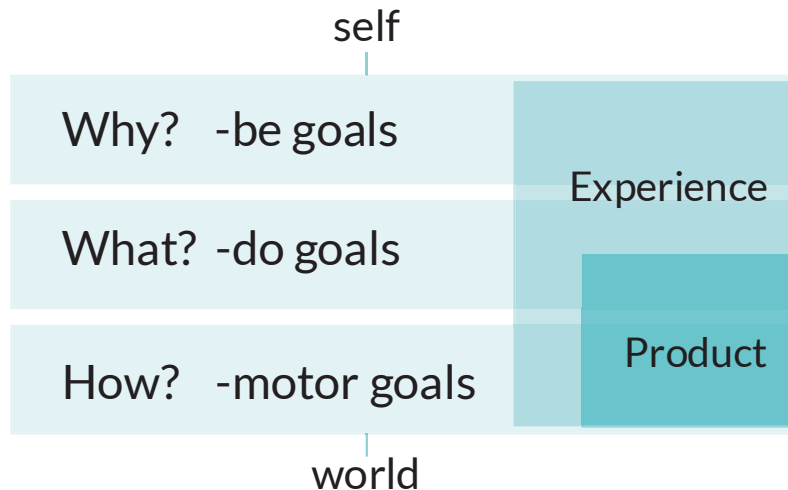 self
Why? -be goals
Experience
What? -do goals
Product
How? -motor goals
world